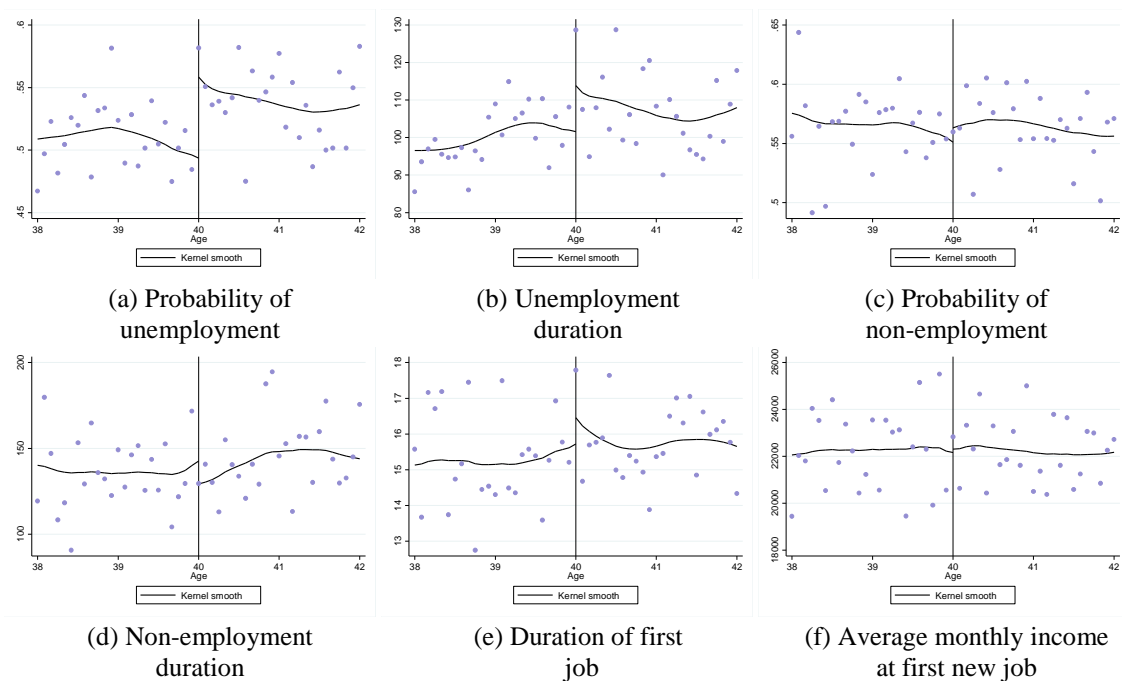 .6
.55
.5
.45
38
39
40
41
42
Age
Kernel smooth
130
120
110
100
90
80
38
39
40
41
42
Age
Kernel smooth
.65
.6
.55
.5
38
39
40
41
42
Age
Kernel smooth
(a) Probability of
unemployment
(b) Unemployment
duration
(c) Probability of
non-employment
200
150
100
38
39
40
41
42
Age
Kernel smooth
18
17
16
15
14
13
38
39
40
41
42
Age
Kernel smooth
26000
24000
22000
20000
18000
38
39
40
41
42
Age
Kernel smooth
(d) Non-employment
duration
(e) Duration of first
job
(f) Average monthly income
at first new job